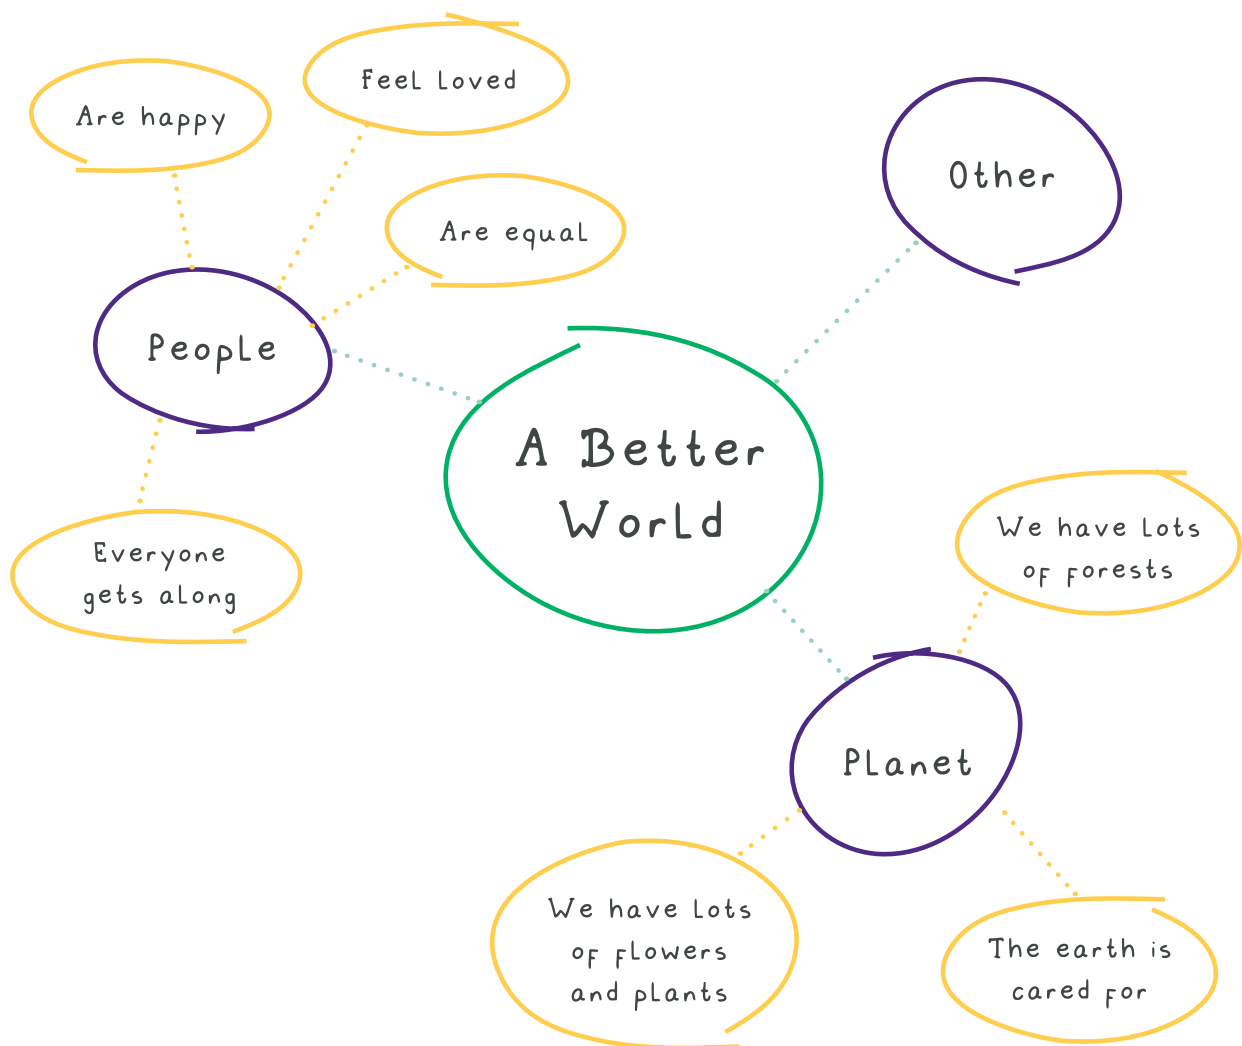 Feel Loved
Are happy
Other
Are equal
People
A Better
World
We have lots
of forests
Everyone
gets along
Planet
We have lots
of flowers
and plants
The earth is
cared for